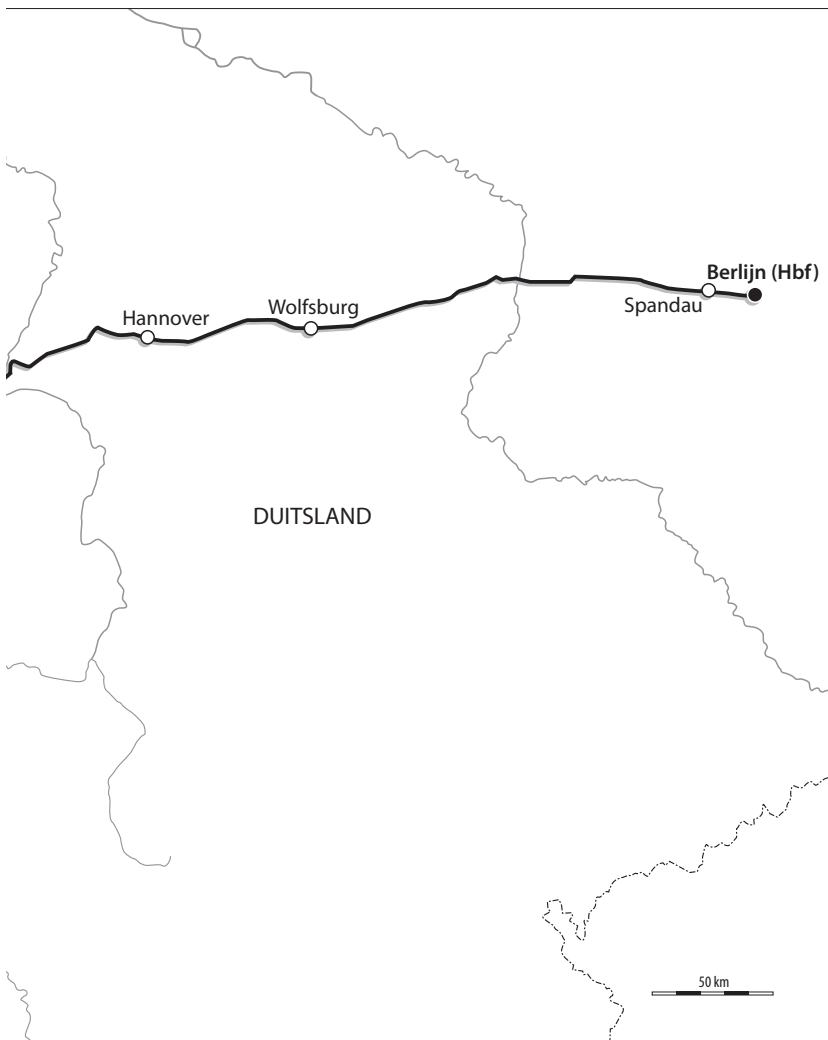 Berlijn (Hbf)
Wolfsburg
Spandau
Hannover
DUITSLAND
50 km